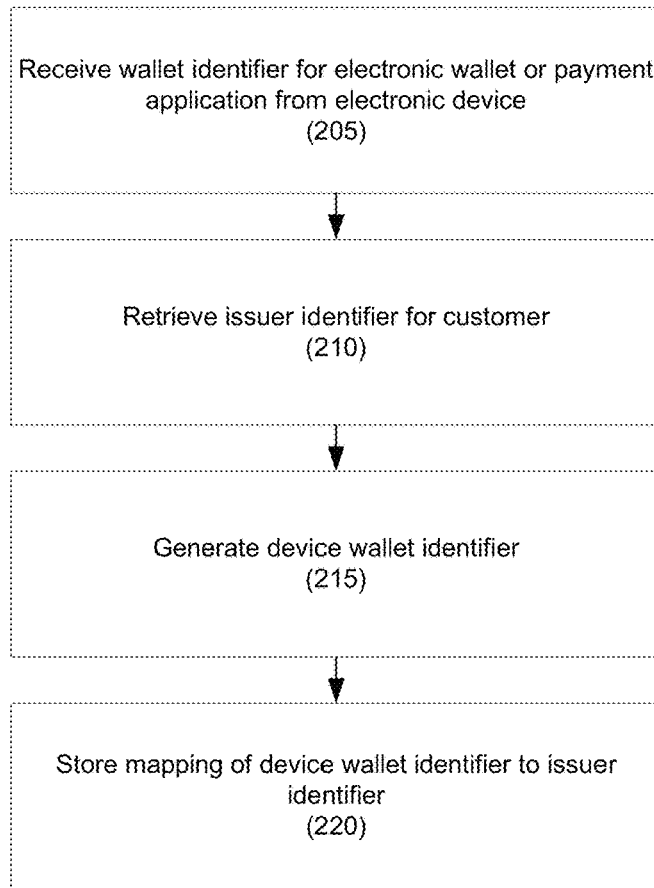 Receive wallet identifier for electronic wallet or payment
application from electronic device
(205)
Retrieve issuer identifier for customer
(210)
Generate device wallet identifier
(215)
Store mapping of device wallet identifier to issuer
identifier
(220)